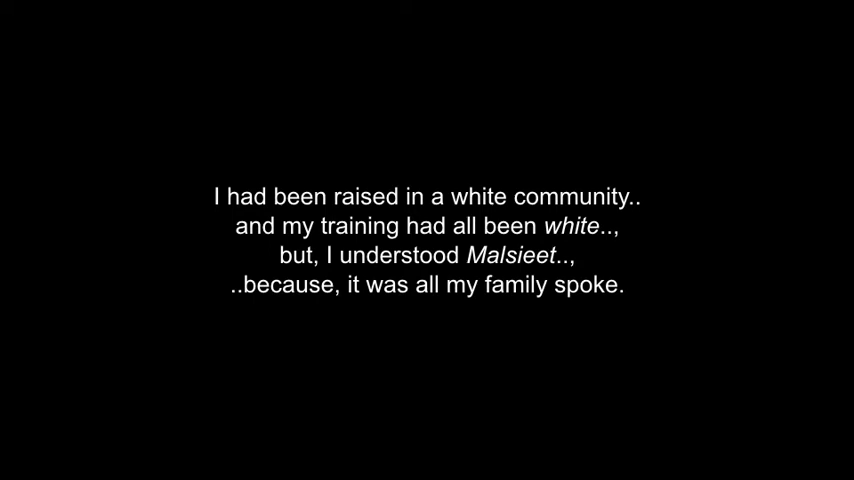 I had been raised in a white community..
and my training had all been white..,
but, I understood Malsieet..,
..because, it was all my family spoke.